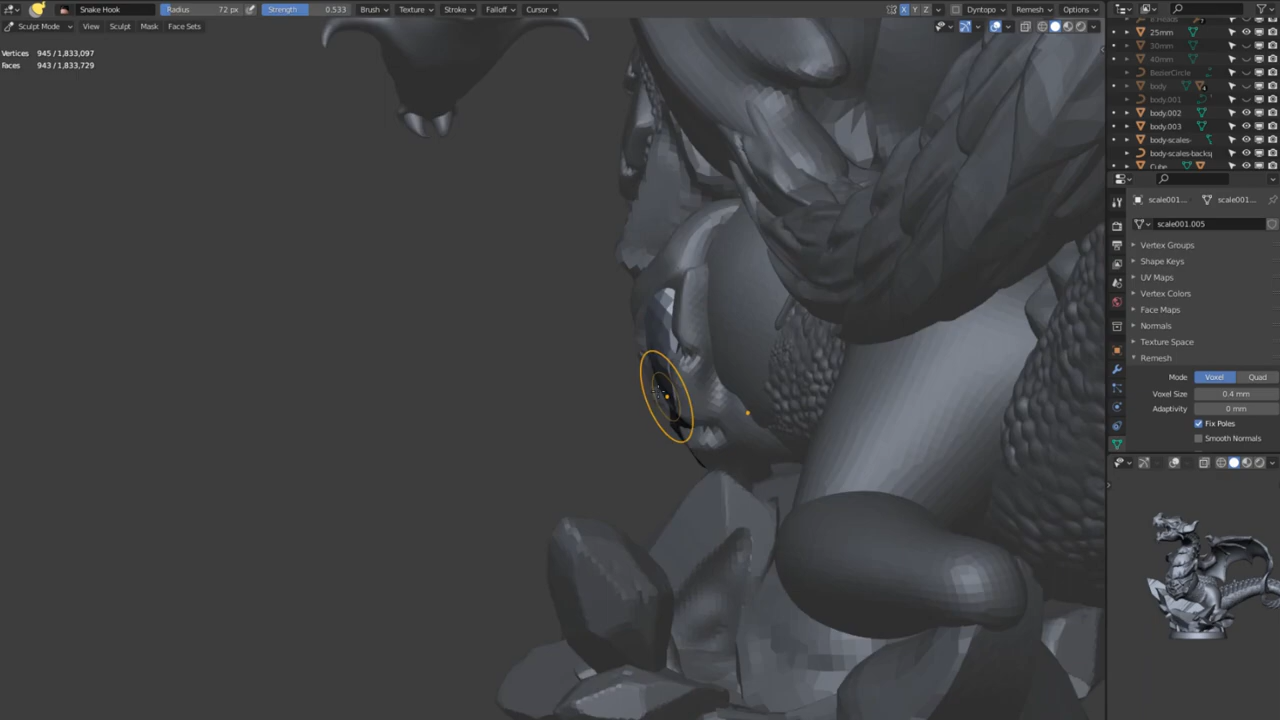 Snake Hook Radius 72 px Strength 0.533 Brush Texture Stroke Falloff Cursor X Y Z Dyntopo Remesh Options
Sculpt Mode View Sculpt Mask Face Sets
Vertices 945 / 1,833,097
Faces 943 / 1,833,729
25mm
30mm
40mm
BezierCircle
body
body.001
body.002
body.003
body-scales-
body-scales-backsp
Cube
scale001... scale001...
scale001.005
Vertex Groups
Shape Keys
UV Maps
Vertex Colors
Face Maps
Normals
Texture Space
Remesh
Mode Voxel Quad
Voxel Size 0.4 mm
Adaptivity 0 mm
Fix Poles
Smooth Normals